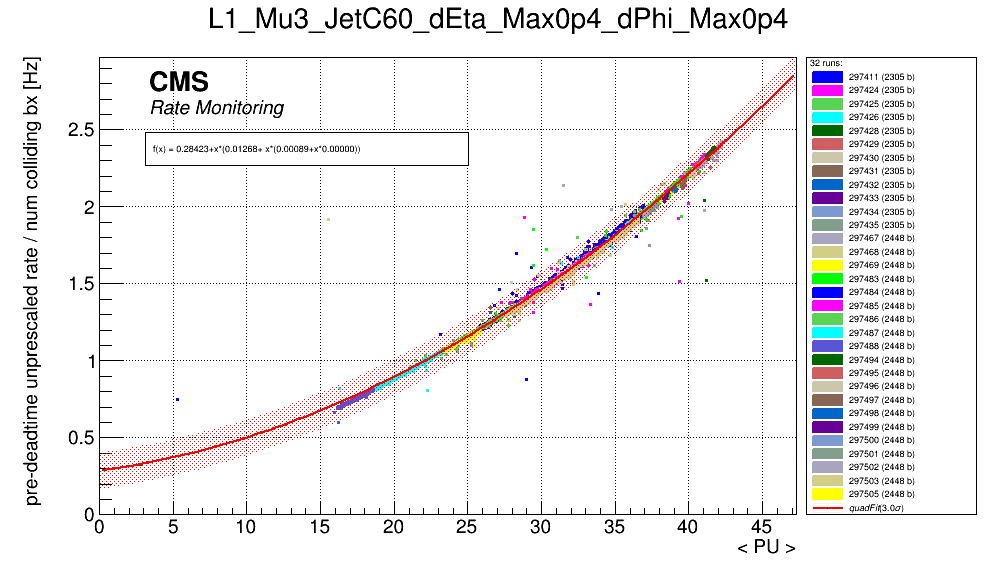 L1_Mu3_JetC60_dEta_Max0p4_dPhi_Max0p4
pre-deadtime unprescaled rate / num colliding bx [Hz]
CMS
Rate Monitoring
f(x) = 0.28423+x*(0.01268+ x*(0.00089+x*0.00000))
2.5
2
1.5
1
0.5
0
0 5 10 15 20 25 30 35 40 45
< PU >
32 runs:
297411 (2305 b)
297424 (2305 b)
297425 (2305 b)
297426 (2305 b)
297428 (2305 b)
297429 (2305 b)
297430 (2305 b)
297431 (2305 b)
297432 (2305 b)
297433 (2305 b)
297434 (2305 b)
297435 (2305 b)
297467 (2448 b)
297468 (2448 b)
297469 (2448 b)
297483 (2448 b)
297484 (2448 b)
297485 (2448 b)
297486 (2448 b)
297487 (2448 b)
297488 (2448 b)
297494 (2448 b)
297495 (2448 b)
297496 (2448 b)
297497 (2448 b)
297498 (2448 b)
297499 (2448 b)
297500 (2448 b)
297501 (2448 b)
297502 (2448 b)
297503 (2448 b)
297505 (2448 b)
quadFit(3.0σ)